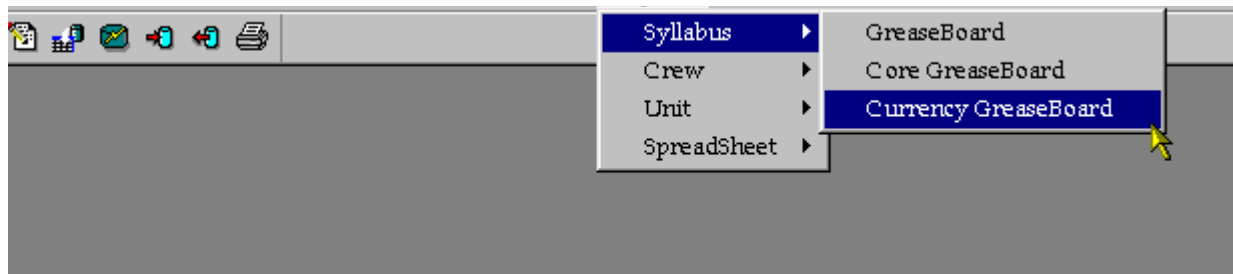 Syllabus
Crew
Unit
SpreadSheet
GreaseBoard
Core GreaseBoard
Currency GreaseBoard